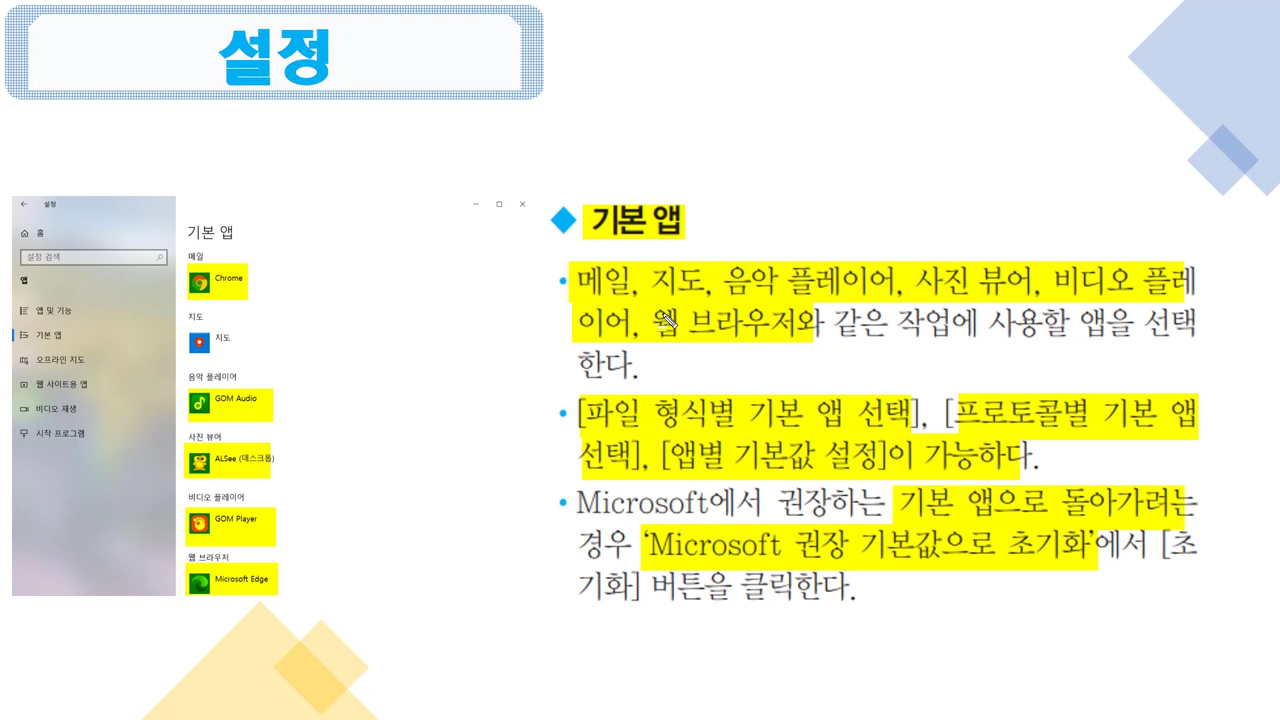 설정
설정
홈
설정 검색
앱
앱 및 기능
기본 앱
오프라인 지도
웹 사이트용 앱
비디오 재생
시작 프로그램
기본 앱
메일
Chrome
지도
지도
음악 플레이어
GOM Audio
사진 뷰어
ALSee (데스크톱)
비디오 플레이어
GOM Player
웹 브라우저
Microsoft Edge
◆ 기본 앱
• 메일, 지도, 음악 플레이어, 사진 뷰어, 비디오 플레
이어, 웹 브라우저와 같은 작업에 사용할 앱을 선택
한다.
• [파일 형식별 기본 앱 선택], [프로토콜별 기본 앱
선택], [앱별 기본값 설정]이 가능하다.
• Microsoft에서 권장하는 기본 앱으로 돌아가려는
경우 ‘Microsoft 권장 기본값으로 초기화’에서 [초
기화] 버튼을 클릭한다.